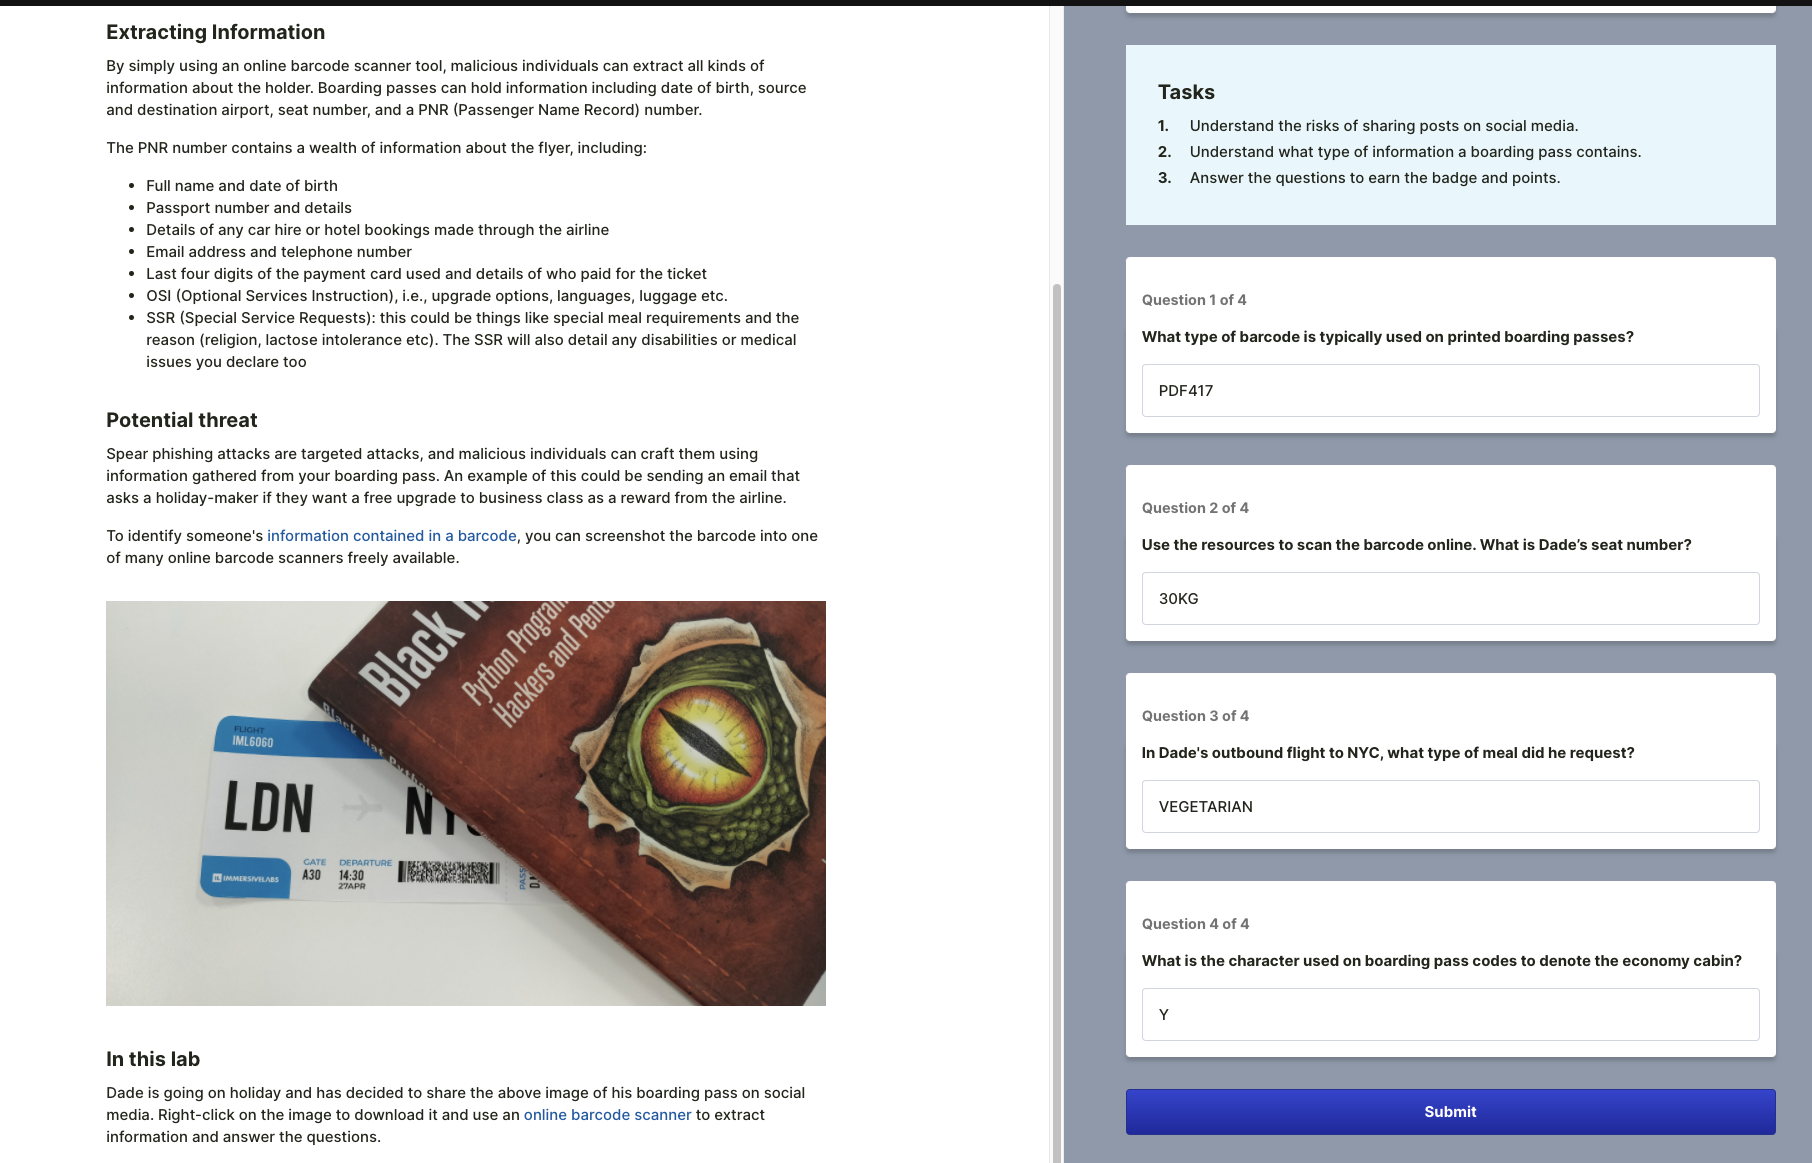 Extracting Information
By simply using an online barcode scanner tool, malicious individuals can extract all kinds of
information about the holder. Boarding passes can hold information including date of birth, source
and destination airport, seat number, and a PNR (Passenger Name Record) number.
The PNR number contains a wealth of information about the flyer, including:
Full name and date of birth
Passport number and details
Details of any car hire or hotel bookings made through the airline
Email address and telephone number
Last four digits of the payment card used and details of who paid for the ticket
OSI (Optional Services Instruction), i.e., upgrade options, languages, luggage etc.
SSR (Special Service Requests): this could be things like special meal requirements and the
reason (religion, lactose intolerance etc). The SSR will also detail any disabilities or medical
issues you declare too
Potential threat
Spear phishing attacks are targeted attacks, and malicious individuals can craft them using
information gathered from your boarding pass. An example of this could be sending an email that
asks a holiday-maker if they want a free upgrade to business class as a reward from the airline.
To identify someone's information contained in a barcode, you can screenshot the barcode into one
of many online barcode scanners freely available.
Black
Python
Hackers and
Black Hat Python
FLIGHT
IML6060
LDN
NYC
GATE
A30
DEPARTURE
14:30
27APR
IMMERSIVELABS
In this lab
Dade is going on holiday and has decided to share the above image of his boarding pass on social
media. Right-click on the image to download it and use an online barcode scanner to extract
information and answer the questions.
Tasks
1. Understand the risks of sharing posts on social media.
2. Understand what type of information a boarding pass contains.
3. Answer the questions to earn the badge and points.
Question 1 of 4
What type of barcode is typically used on printed boarding passes?
PDF417
Question 2 of 4
Use the resources to scan the barcode online. What is Dade’s seat number?
30KG
Question 3 of 4
In Dade's outbound flight to NYC, what type of meal did he request?
VEGETARIAN
Question 4 of 4
What is the character used on boarding pass codes to denote the economy cabin?
Y
Submit